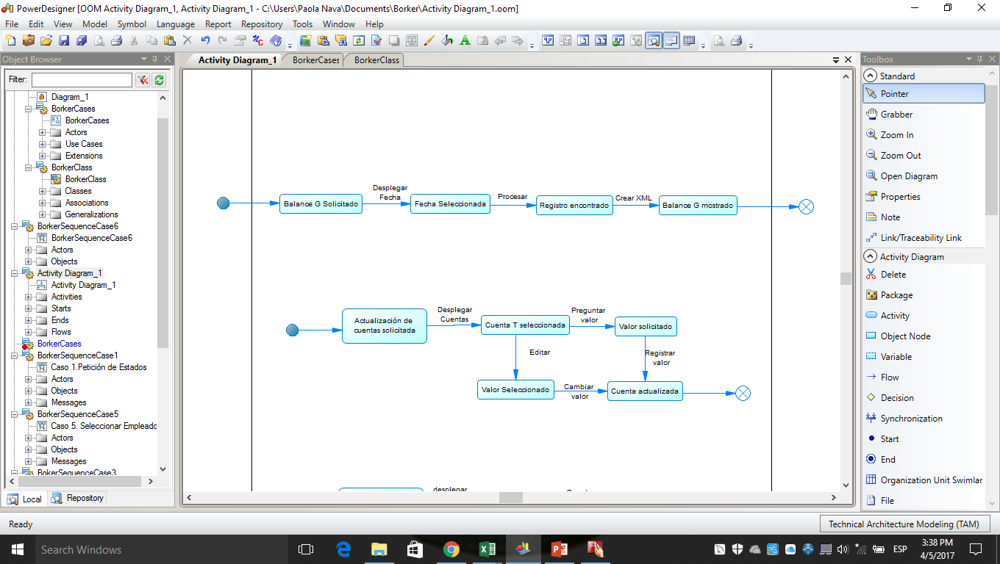 PowerDesigner [OOM Activity Diagram_1, Activity Diagram_1 - C:\Users\Paola Nava\Documents\Borker\Activity Diagram_1.oom]
File Edit View Model Symbol Language Report Repository Tools Window Help
Object Browser
Filter:
Diagram_1
BorkerCases
BorkerCases
Actors
Use Cases
Extensions
BorkerClass
BorkerClass
Classes
Associations
Generalizations
BorkerSequenceCase6
BorkerSequenceCase6
Actors
Objects
Activity Diagram_1
Activity Diagram_1
Activities
Starts
Ends
Flows
BorkerCases
BorkerSequenceCase1
Caso 1.Petición de Estados
Actors
Objects
Messages
BorkerSequenceCase5
Caso 5. Seleccionar Empleado
Actors
Objects
Messages
BokerSequenceCase3
Local Repository
Activity Diagram_1 BorkerCases BorkerClass
Balance G Solicitado
Desplegar
Fecha
Fecha Seleccionada
Procesar
Registro encontrado
Crear XML
Balance G mostrado
Actualización de
cuentas solicitada
Desplegar
Cuentas
Cuenta T seleccionada
Preguntar
valor
Valor solicitado
Editar
Registrar
valor
Valor Seleccionado
Cambiar
valor
Cuenta actualizada
desplegar
Toolbox
Standard
Pointer
Grabber
Zoom In
Zoom Out
Open Diagram
Properties
Note
Link/Traceability Link
Activity Diagram
Delete
Package
Activity
Object Node
Variable
Flow
Decision
Synchronization
Start
End
Organization Unit Swimlar
File
Ready
Technical Architecture Modeling (TAM)
Search Windows
ESP
3:38 PM
4/5/2017